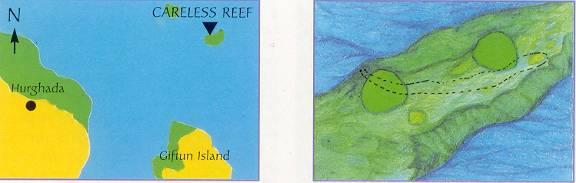 N
CARELESS REEF
Hurghada
Giftun Island